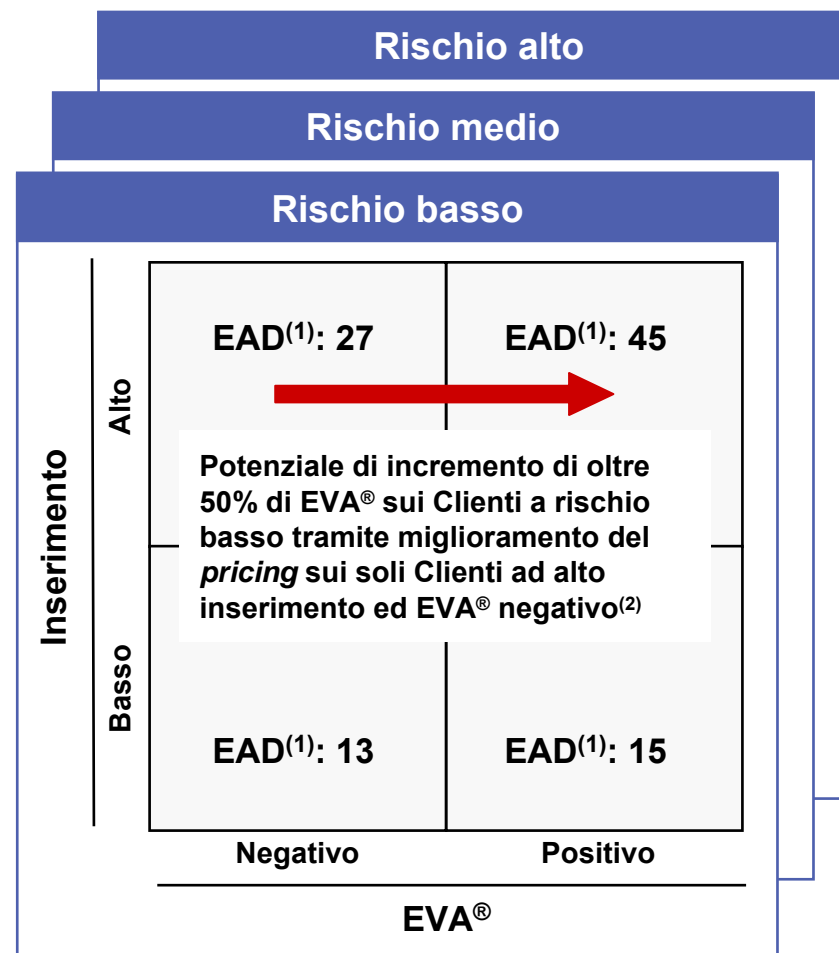 Rischio alto
Rischio medio
Rischio basso
Inserimento
Alto
EAD(1): 27
EAD(1): 45
Potenziale di incremento di oltre
50% di EVA® sui Clienti a rischio
basso tramite miglioramento del
pricing sui soli Clienti ad alto
inserimento ed EVA® negativo(2)
Basso
EAD(1): 13
EAD(1): 15
Negativo
Positivo
EVA®